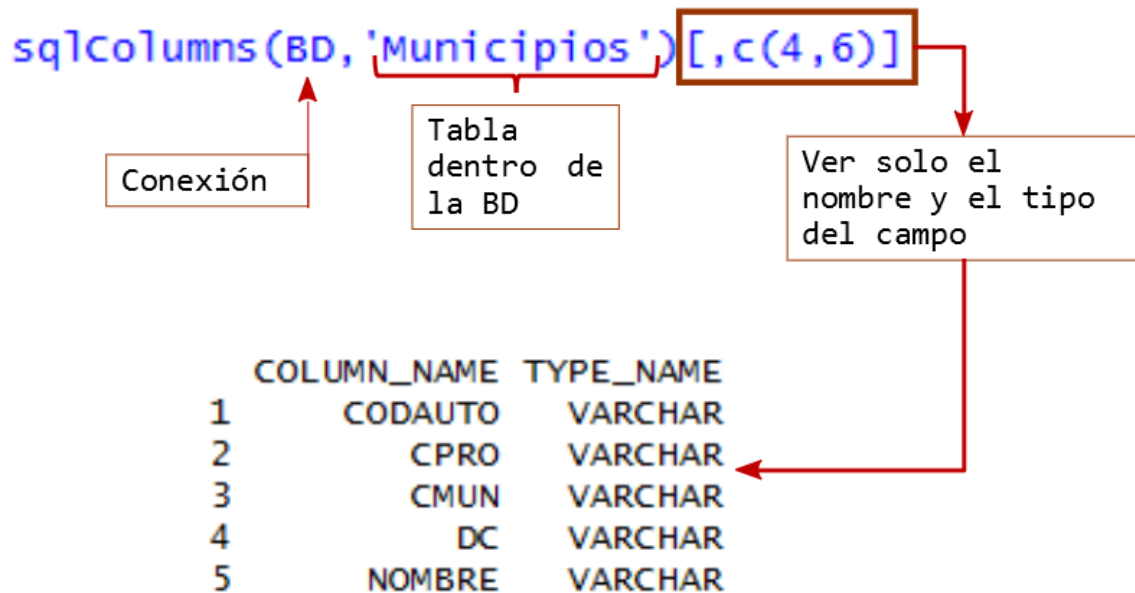 sqlColumns(BD,'Municipios')[,c(4,6)]
Conexión
Tabla
dentro de
la BD
Ver solo el
nombre y el tipo
del campo
COLUMN_NAME TYPE_NAME
1 CODAUTO VARCHAR
2 CPRO VARCHAR
3 CMUN VARCHAR
4 DC VARCHAR
5 NOMBRE VARCHAR